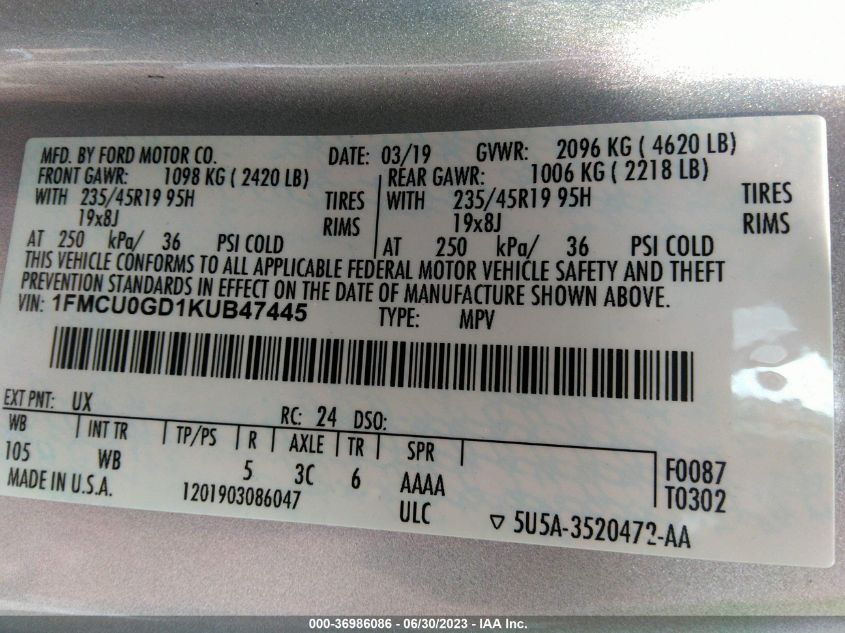 MFD. BY FORD MOTOR CO. DATE: 03/19 GVWR: 2096 KG ( 4620 LB)
FRONT GAWR: 1098 KG ( 2420 LB) REAR GAWR: 1006 KG ( 2218 LB)
WITH 235/45R19 95H TIRES WITH 235/45R19 95H TIRES
19x8J RIMS 19x8J RIMS
AT 250 kPa/ 36 PSI COLD AT 250 kPa/ 36 PSI COLD
THIS VEHICLE CONFORMS TO ALL APPLICABLE FEDERAL MOTOR VEHICLE SAFETY AND THEFT
PREVENTION STANDARDS IN EFFECT ON THE DATE OF MANUFACTURE SHOWN ABOVE.
VIN: 1FMCU0GD1KUB47445 TYPE: MPV
EXT PNT: UX RC: 24 DSO:
WB INT TR TP/PS R AXLE TR SPR
105 WB 5 3C 6 AAAA F0087
MADE IN U.S.A. 1201903086047 ULC T0302
▽ 5U5A-3520472-AA
000-36986086 - 06/30/2023 - IAA Inc.